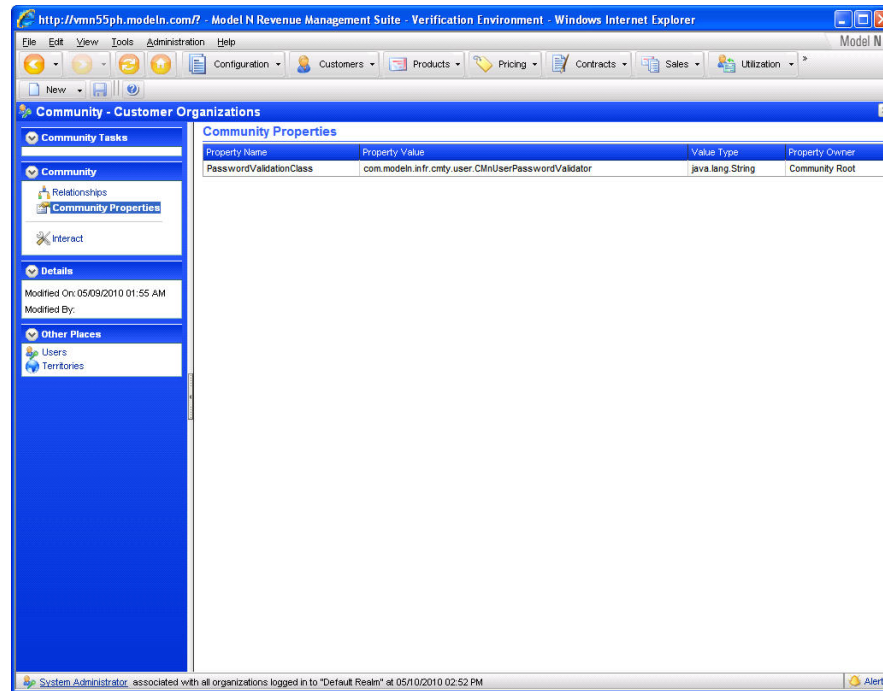 http://vmn55ph.modeln.com/? - Model N Revenue Management Suite - Verification Environment - Windows Internet Explorer
File Edit View Tools Administration Help Model N
Configuration Customers Products Pricing Contracts Sales Utilization »
New
Community - Customer Organizations
Community Tasks
Community
Relationships
Community Properties
Interact
Details
Modified On: 05/09/2010 01:55 AM
Modified By:
Other Places
Users
Territories
Community Properties
Property Name Property Value Value Type Property Owner
PasswordValidationClass com.modeln.infr.cmty.user.CMnUserPasswordValidator java.lang.String Community Root
System Administrator associated with all organizations logged in to "Default Realm" at 05/10/2010 02:52 PM Alert